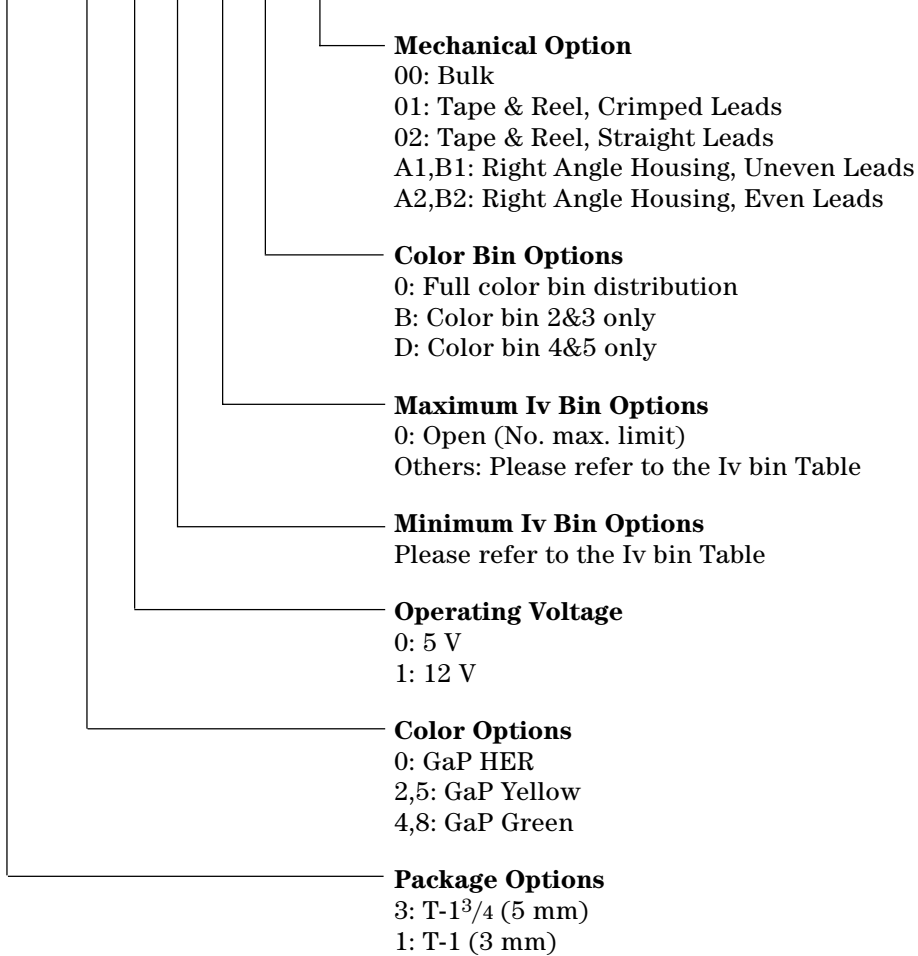 Mechanical Option
00: Bulk
01: Tape & Reel, Crimped Leads
02: Tape & Reel, Straight Leads
A1,B1: Right Angle Housing, Uneven Leads
A2,B2: Right Angle Housing, Even Leads
Color Bin Options
0: Full color bin distribution
B: Color bin 2&3 only
D: Color bin 4&5 only
Maximum Iv Bin Options
0: Open (No. max. limit)
Others: Please refer to the Iv bin Table
Minimum Iv Bin Options
Please refer to the Iv bin Table
Operating Voltage
0: 5 V
1: 12 V
Color Options
0: GaP HER
2,5: GaP Yellow
4,8: GaP Green
Package Options
3: T-1³/₄ (5 mm)
1: T-1 (3 mm)